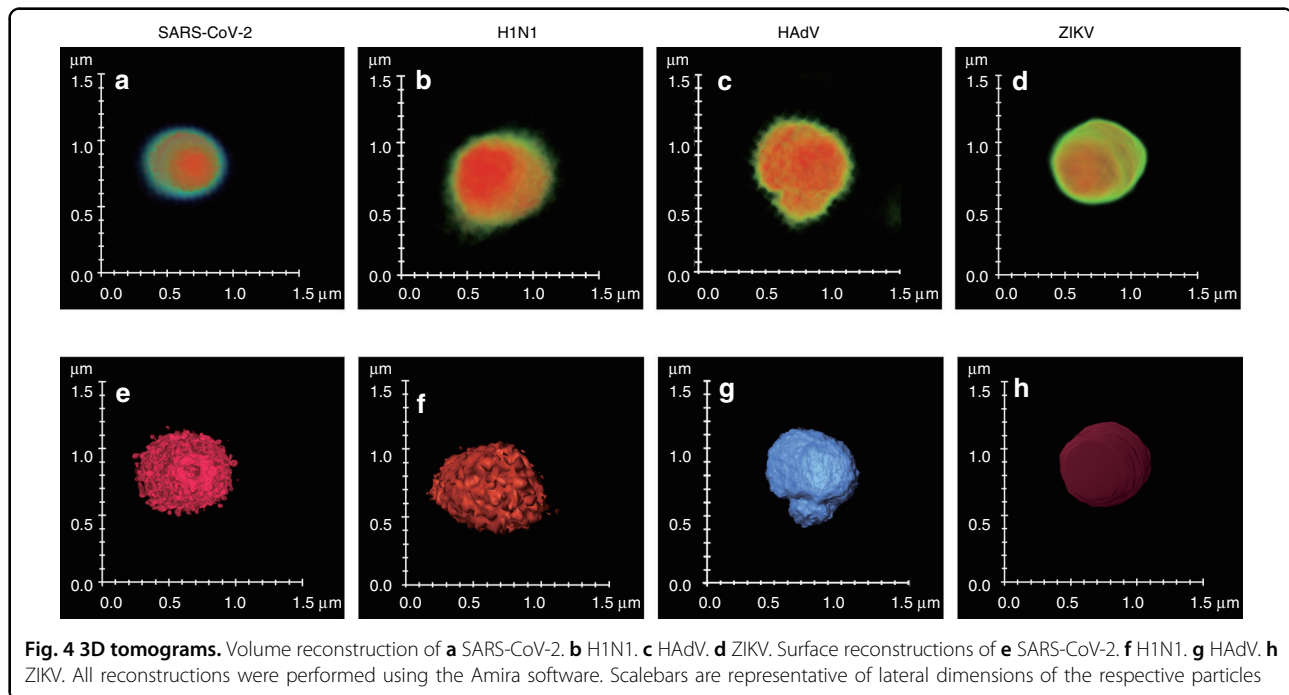 SARS-CoV-2 H1N1 HAdV ZIKV
μm μm μm μm
a b c d
1.5 1.5 1.5 1.5
1.0 1.0 1.0 1.0
0.5 0.5 0.5 0.5
0.0 0.0 0.0 0.0
0.0 0.5 1.0 1.5 μm 0.0 0.5 1.0 1.5 μm 0.0 0.5 1.0 1.5 μm 0.0 0.5 1.0 1.5 μm
μm μm μm μm
e f g h
1.5 1.5 1.5 1.5
1.0 1.0 1.0 1.0
0.5 0.5 0.5 0.5
0.0 0.0 0.0 0.0
0.0 0.5 1.0 1.5 μm 0.0 0.5 1.0 1.5 μm 0.0 0.5 1.0 1.5 μm 0.0 0.5 1.0 1.5 μm
Fig. 4 3D tomograms. Volume reconstruction of a SARS-CoV-2. b H1N1. c HAdV. d ZIKV. Surface reconstructions of e SARS-CoV-2. f H1N1. g HAdV. h
ZIKV. All reconstructions were performed using the Amira software. Scalebars are representative of lateral dimensions of the respective particles